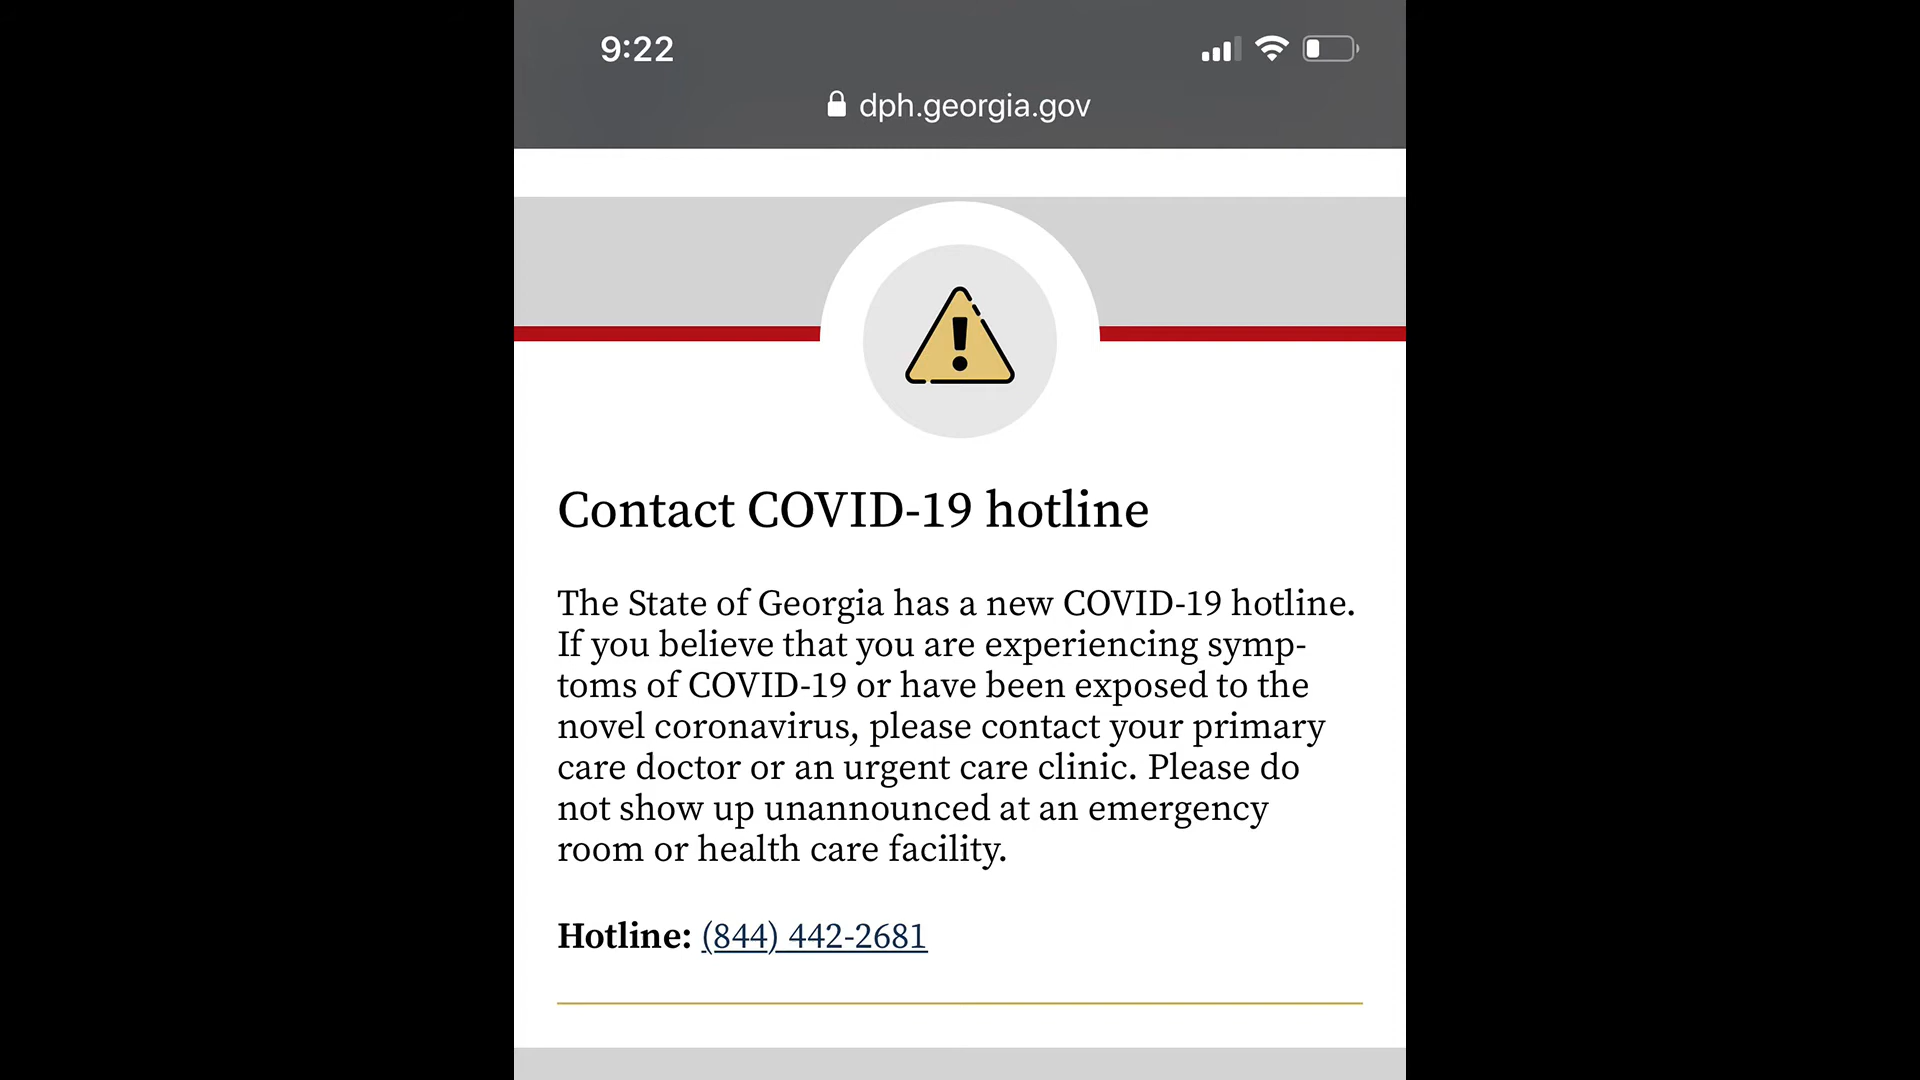 9:22
dph.georgia.gov
Contact COVID-19 hotline
The State of Georgia has a new COVID-19 hotline.
If you believe that you are experiencing symp-
toms of COVID-19 or have been exposed to the
novel coronavirus, please contact your primary
care doctor or an urgent care clinic. Please do
not show up unannounced at an emergency
room or health care facility.
Hotline: (844) 442-2681